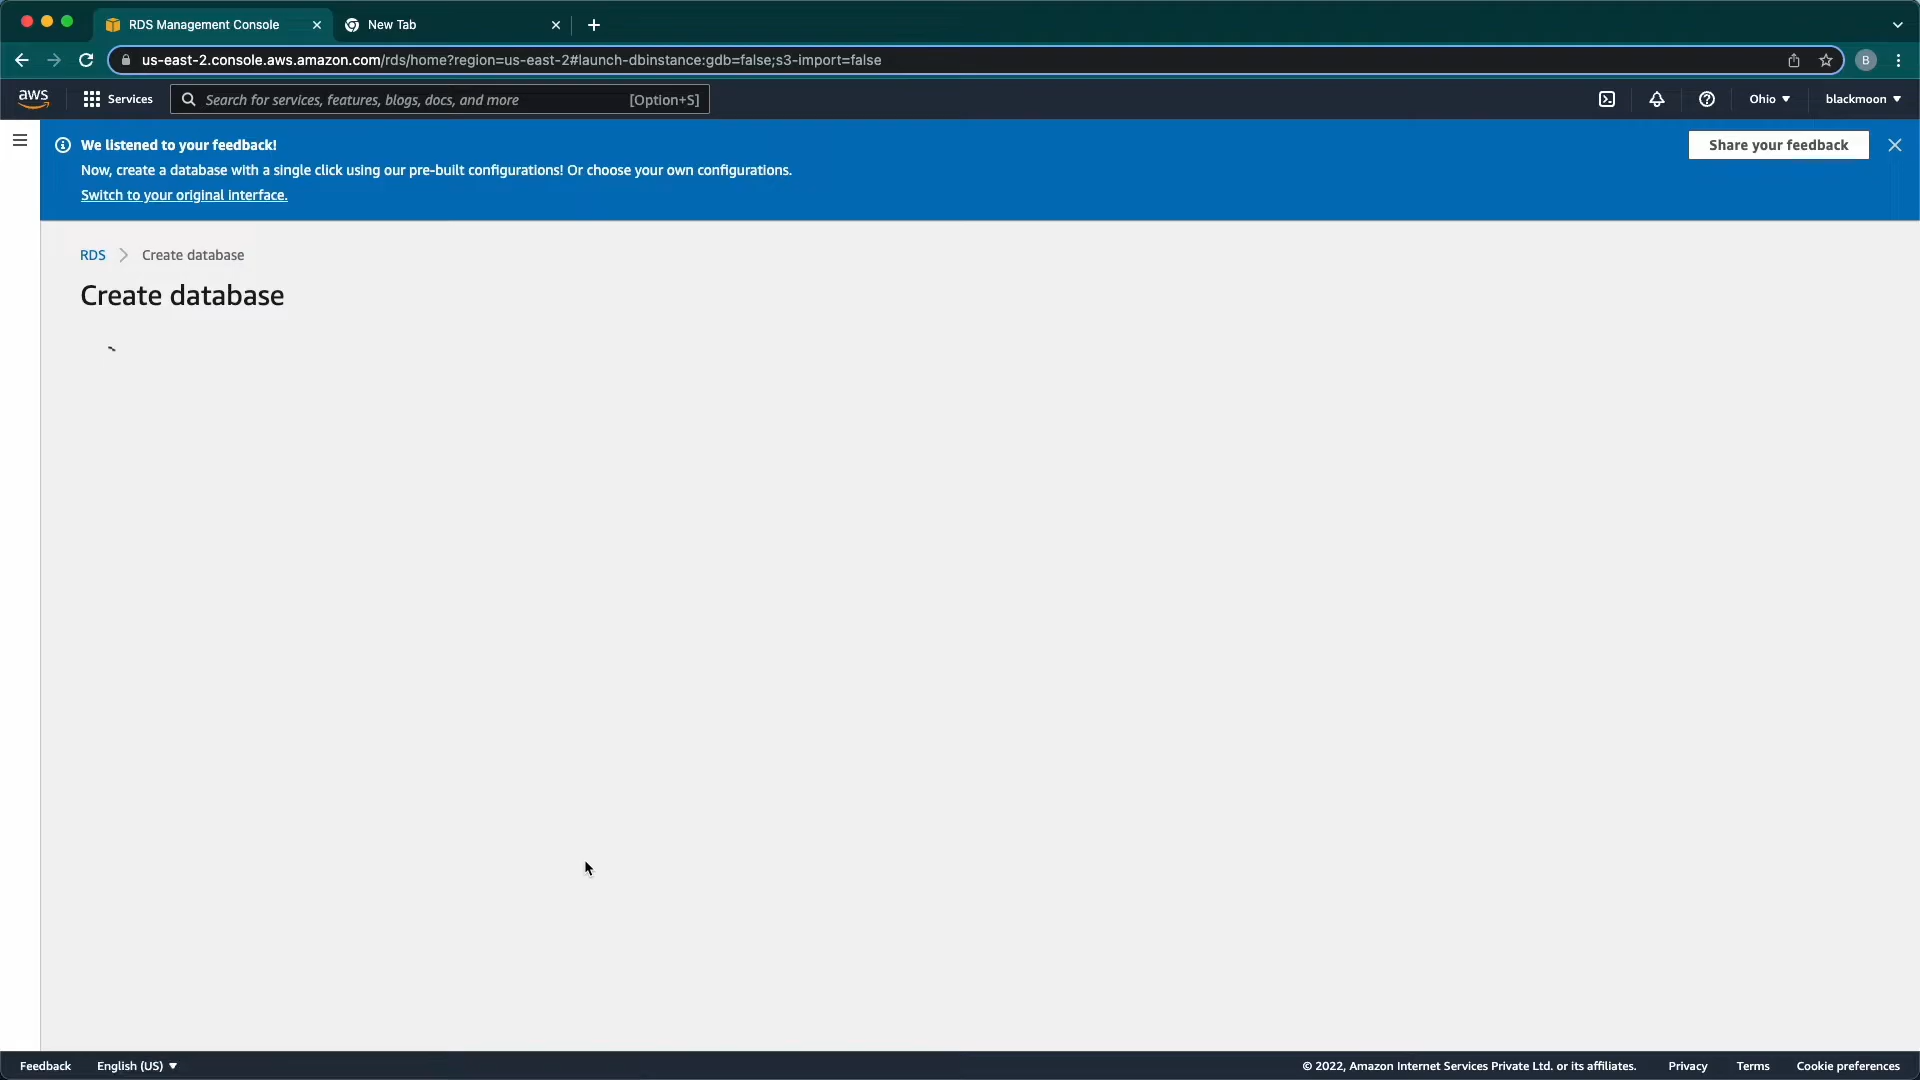 RDS Management Console
New Tab
us-east-2.console.aws.amazon.com/rds/home?region=us-east-2#launch-dbinstance:gdb=false;s3-import=false
B
aws
Services
Search for services, features, blogs, docs, and more
[Option+S]
Ohio
blackmoon
We listened to your feedback!
Now, create a database with a single click using our pre-built configurations! Or choose your own configurations.
Switch to your original interface.
Share your feedback
RDS
Create database
Create database
Feedback
English (US)
© 2022, Amazon Internet Services Private Ltd. or its affiliates.
Privacy
Terms
Cookie preferences